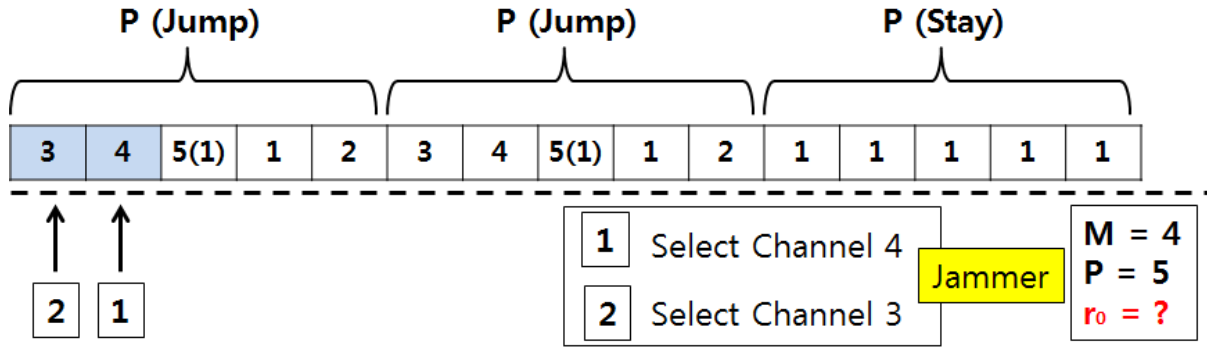 P (Jump) P (Jump) P (Stay)
3 4 5(1) 1 2 3 4 5(1) 1 2 1 1 1 1 1
2 1
1 Select Channel 4
2 Select Channel 3
Jammer
M = 4
P = 5
r₀ = ?